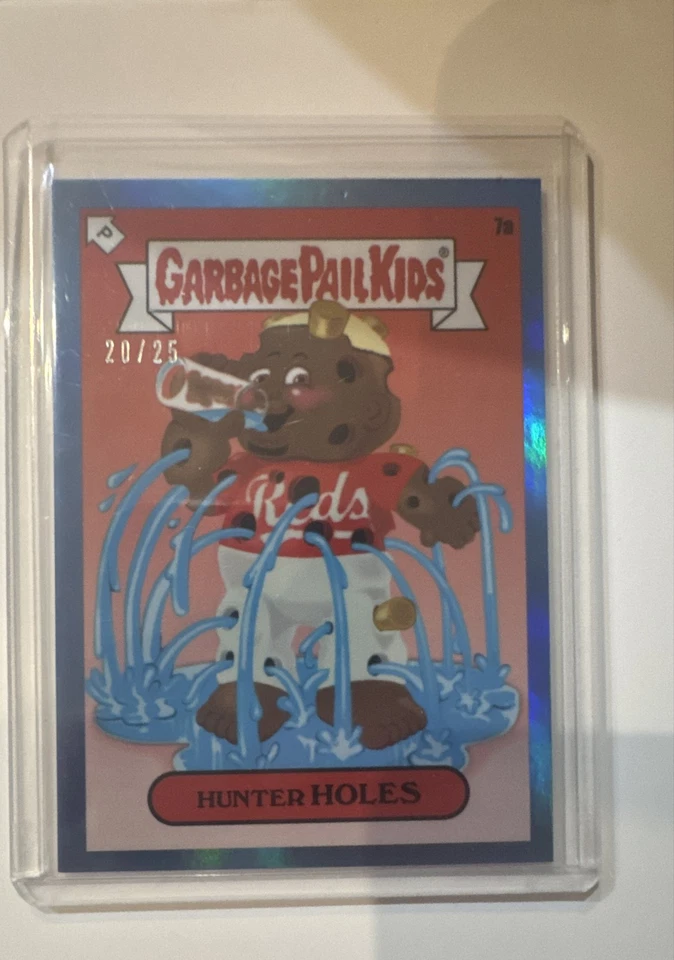 P
7a
GARBAGE PAIL KIDS®
20/25
Reds
HUNTER HOLES